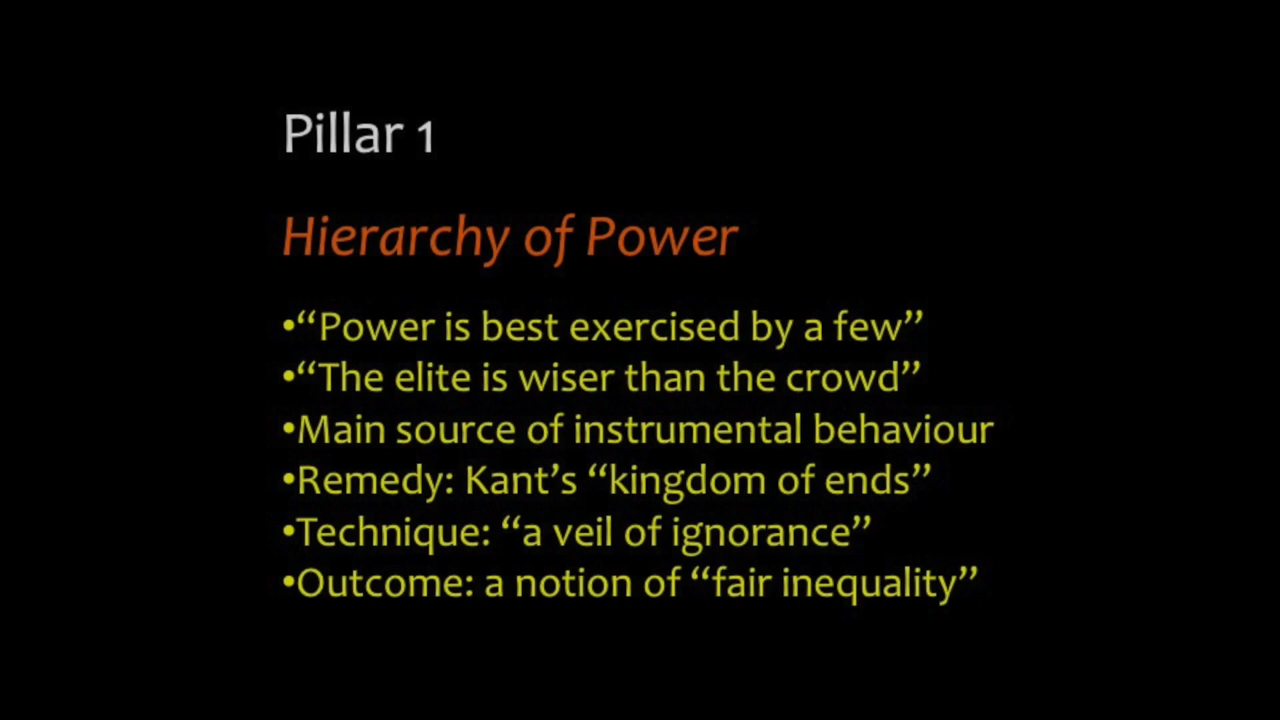 Pillar 1
Hierarchy of Power
•“Power is best exercised by a few”
•“The elite is wiser than the crowd”
•Main source of instrumental behaviour
•Remedy: Kant’s “kingdom of ends”
•Technique: “a veil of ignorance”
•Outcome: a notion of “fair inequality”